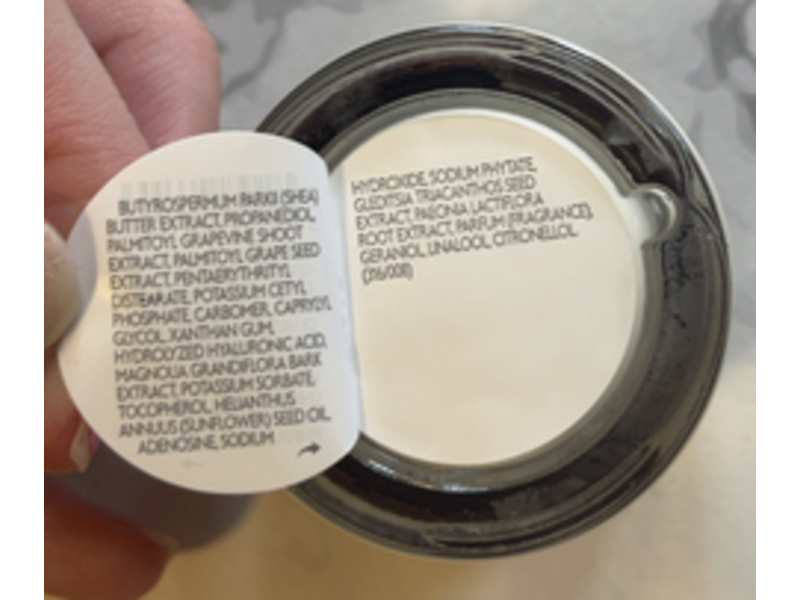 BUTYROSPERMUM PARKII (SHEA)
BUTTER EXTRACT, PROPANEDIOL,
PALMITOYL GRAPEVINE SHOOT
EXTRACT, PALMITOYL GRAPE SEED
EXTRACT, PENTAERYTHRITYL
DISTEARATE, POTASSIUM CETYL
PHOSPHATE, CARBOMER, CAPRYLYL
GLYCOL, XANTHAN GUM,
HYDROLYZED HYALURONIC ACID,
MAGNOLIA GRANDIFLORA BARK
EXTRACT, POTASSIUM SORBATE,
TOCOPHEROL, HELIANTHUS
ANNUUS (SUNFLOWER) SEED OIL,
ADENOSINE, SODIUM
HYDROXIDE, SODIUM PHYTATE,
GLEDITSIA TRIACANTHOS SEED
EXTRACT, PAEONIA LACTIFLORA
ROOT EXTRACT, PARFUM (FRAGRANCE),
GERANIOL, LINALOOL, CITRONELLOL.
(316/008)